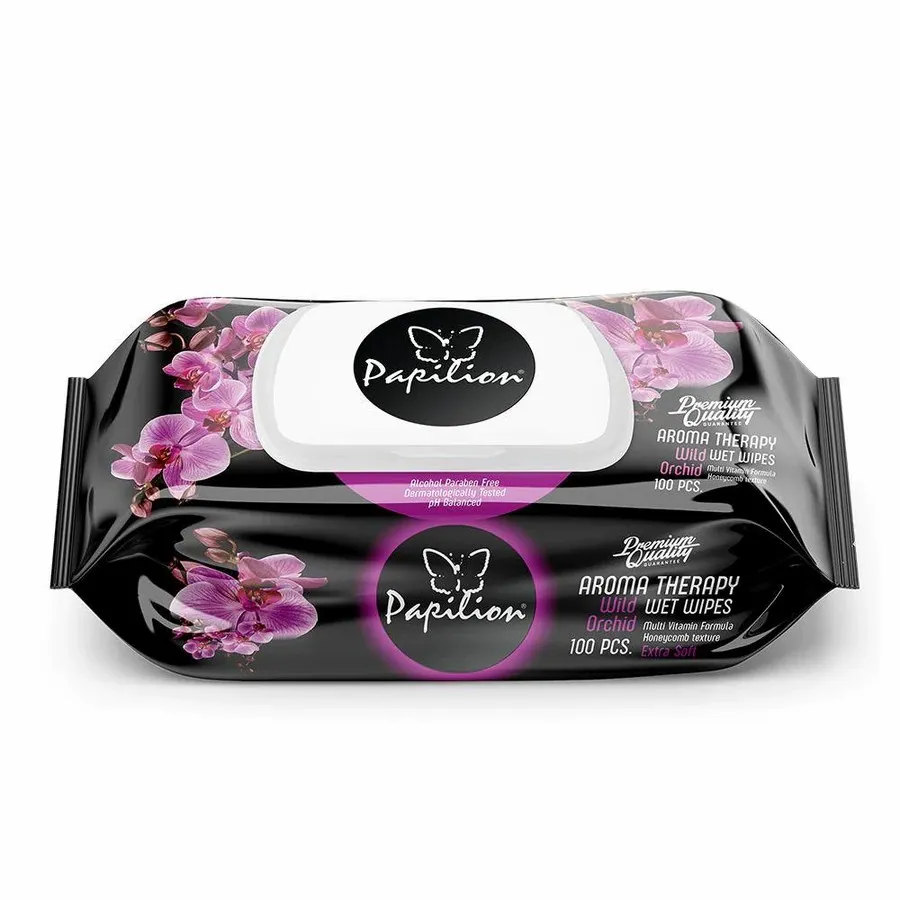 Papilion®
Premium
Quality
GUARANTEE
AROMA THERAPY
Wild WET WIPES
Orchid Multi Vitamin Formula
Honeycomb texture
100 PCS.
Alcohol Paraben Free
Dermatologically Tested
pH Balanced
Papilion®
Premium
Quality
GUARANTEE
AROMA THERAPY
Wild WET WIPES
Orchid Multi Vitamin Formula
Honeycomb texture
100 PCS. Extra Soft